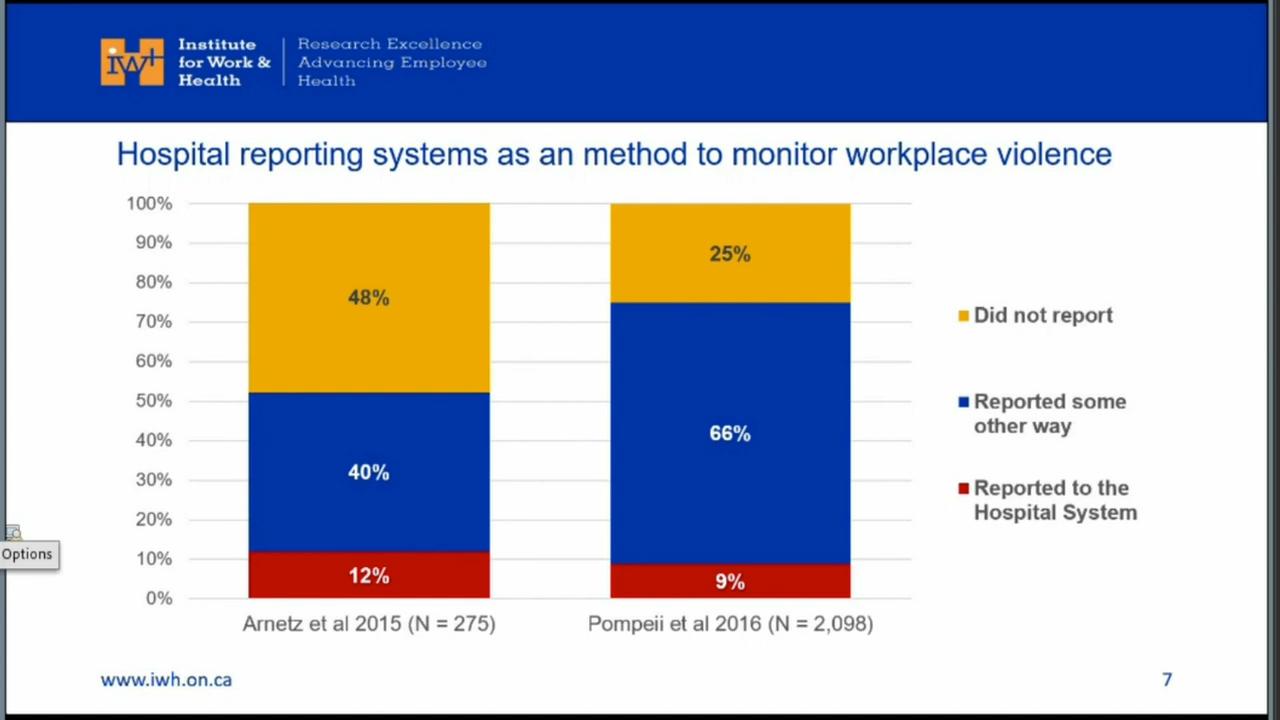 Institute
for Work &
Health
Research Excellence
Advancing Employee
Health
Hospital reporting systems as an method to monitor workplace violence
100%
90%
80%
70%
60%
50%
40%
30%
20%
10%
0%
48%
40%
12%
25%
66%
9%
Arnetz et al 2015 (N = 275)
Pompeii et al 2016 (N = 2,098)
Did not report
Reported some
other way
Reported to the
Hospital System
Options
www.iwh.on.ca
7